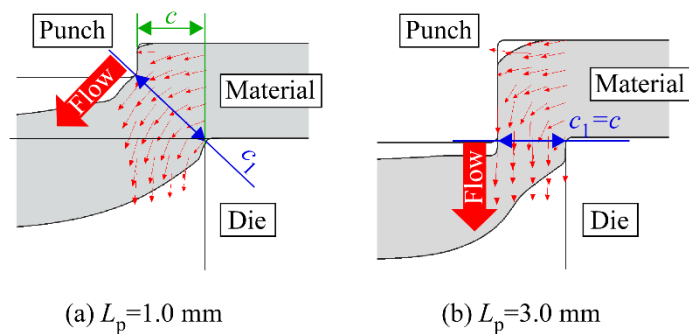 c
Punch
Flow
Material
c₁
Die
(a) Lₚ=1.0 mm
Punch
Material
c₁=c
Flow
Die
(b) Lₚ=3.0 mm